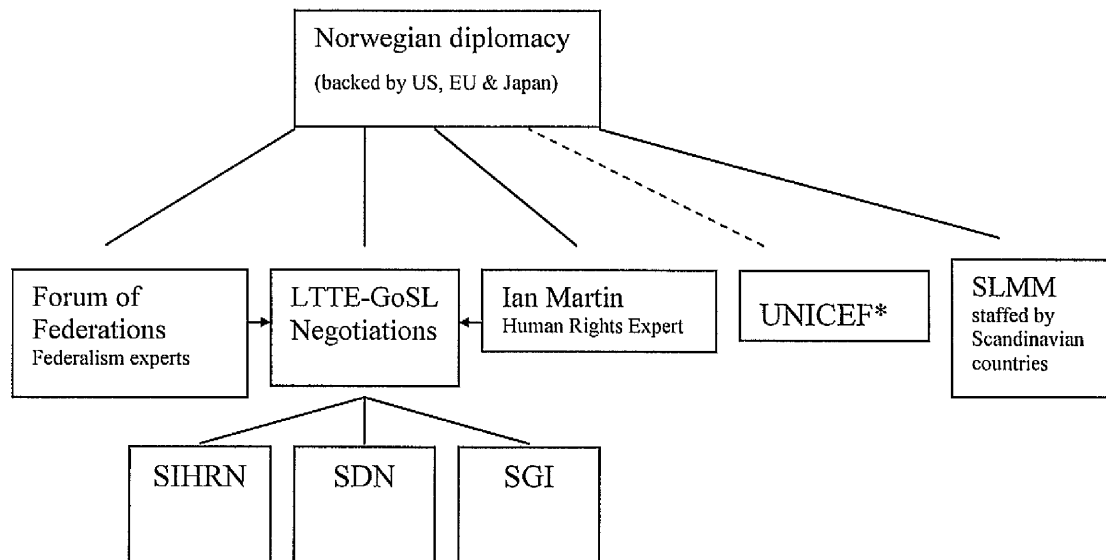 Norwegian diplomacy
(backed by US, EU & Japan)
Forum of
Federations
Federalism experts
LTTE-GoSL
Negotiations
Ian Martin
Human Rights Expert
UNICEF*
SLMM
staffed by
Scandinavian
countries
SIHRN
SDN
SGI